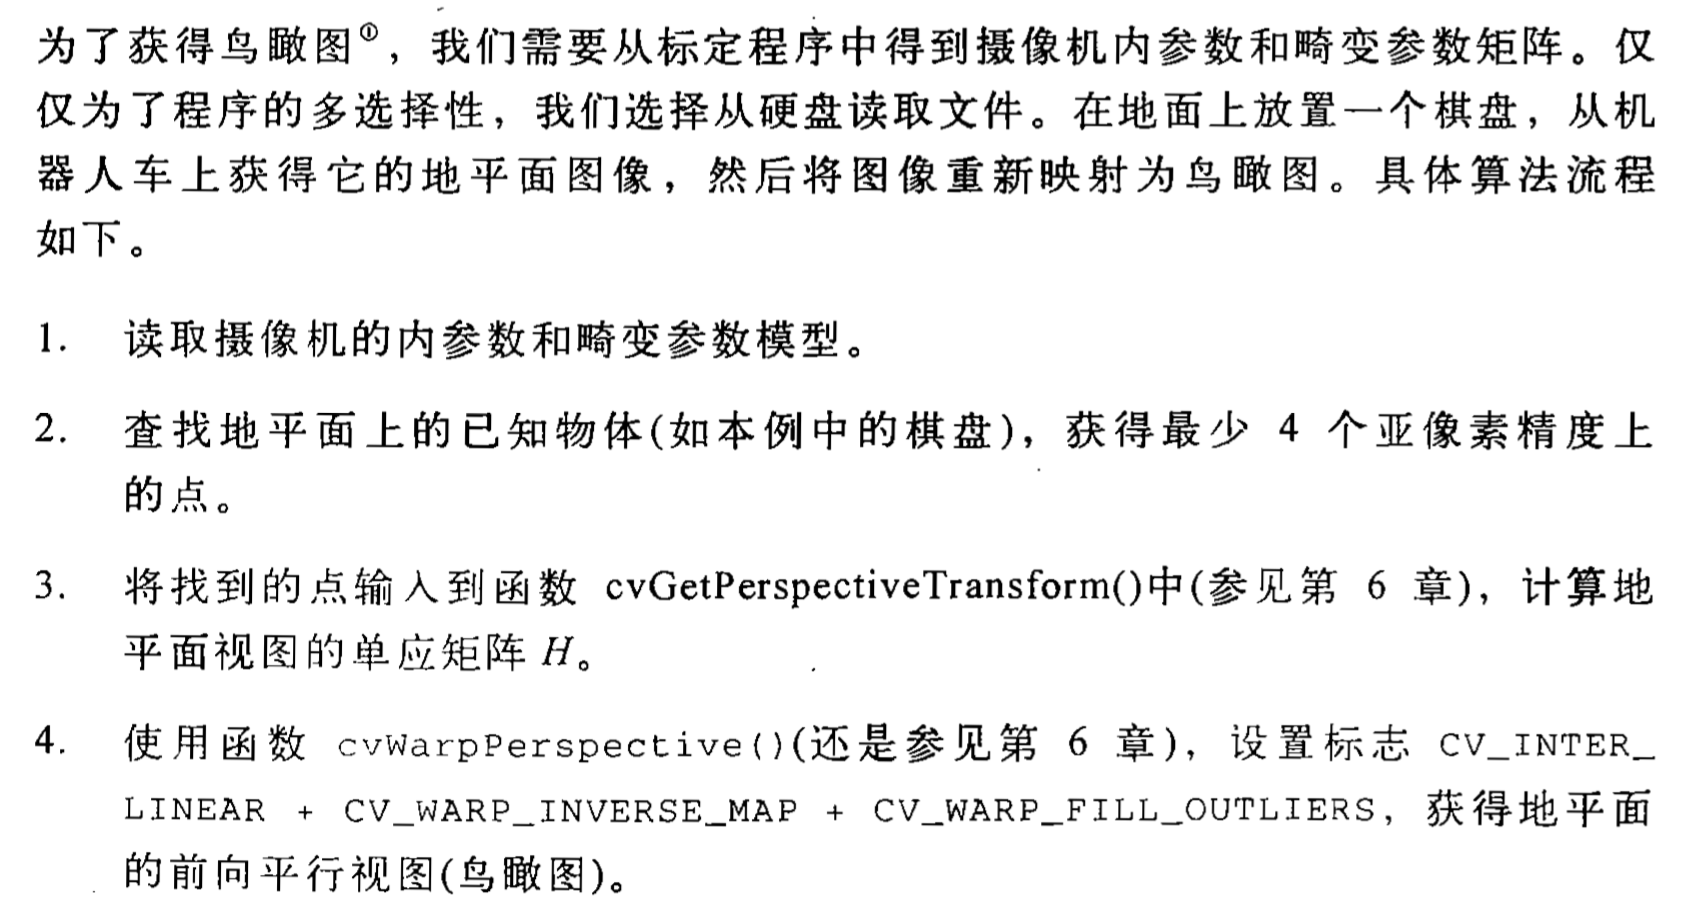 为了获得鸟瞰图①，我们需要从标定程序中得到摄像机内参数和畸变参数矩阵。仅
仅为了程序的多选择性，我们选择从硬盘读取文件。在地面上放置一个棋盘，从机
器人车上获得它的地平面图像，然后将图像重新映射为鸟瞰图。具体算法流程
如下。
1. 读取摄像机的内参数和畸变参数模型。
2. 查找地平面上的已知物体(如本例中的棋盘)，获得最少 4 个亚像素精度上
的点。
3. 将找到的点输入到函数 cvGetPerspectiveTransform()中(参见第 6 章)，计算地
平面视图的单应矩阵 H。
4. 使用函数 cvWarpPerspective()(还是参见第 6 章)，设置标志 CV_INTER_
LINEAR + CV_WARP_INVERSE_MAP + CV_WARP_FILL_OUTLIERS，获得地平面
的前向平行视图(鸟瞰图)。